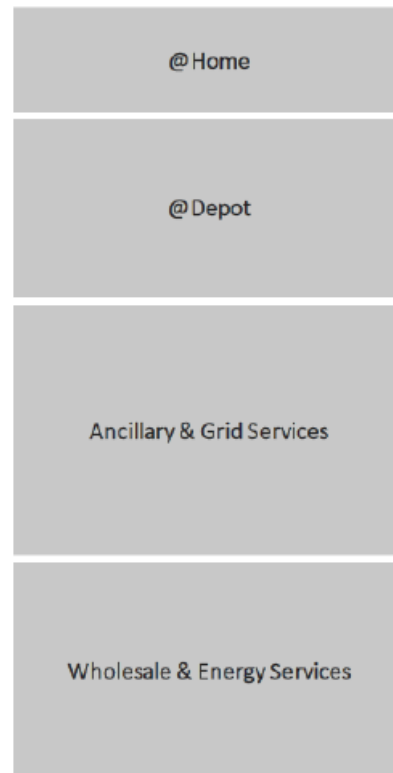 @Home
@Depot
Ancillary & Grid Services
Wholesale & Energy Services